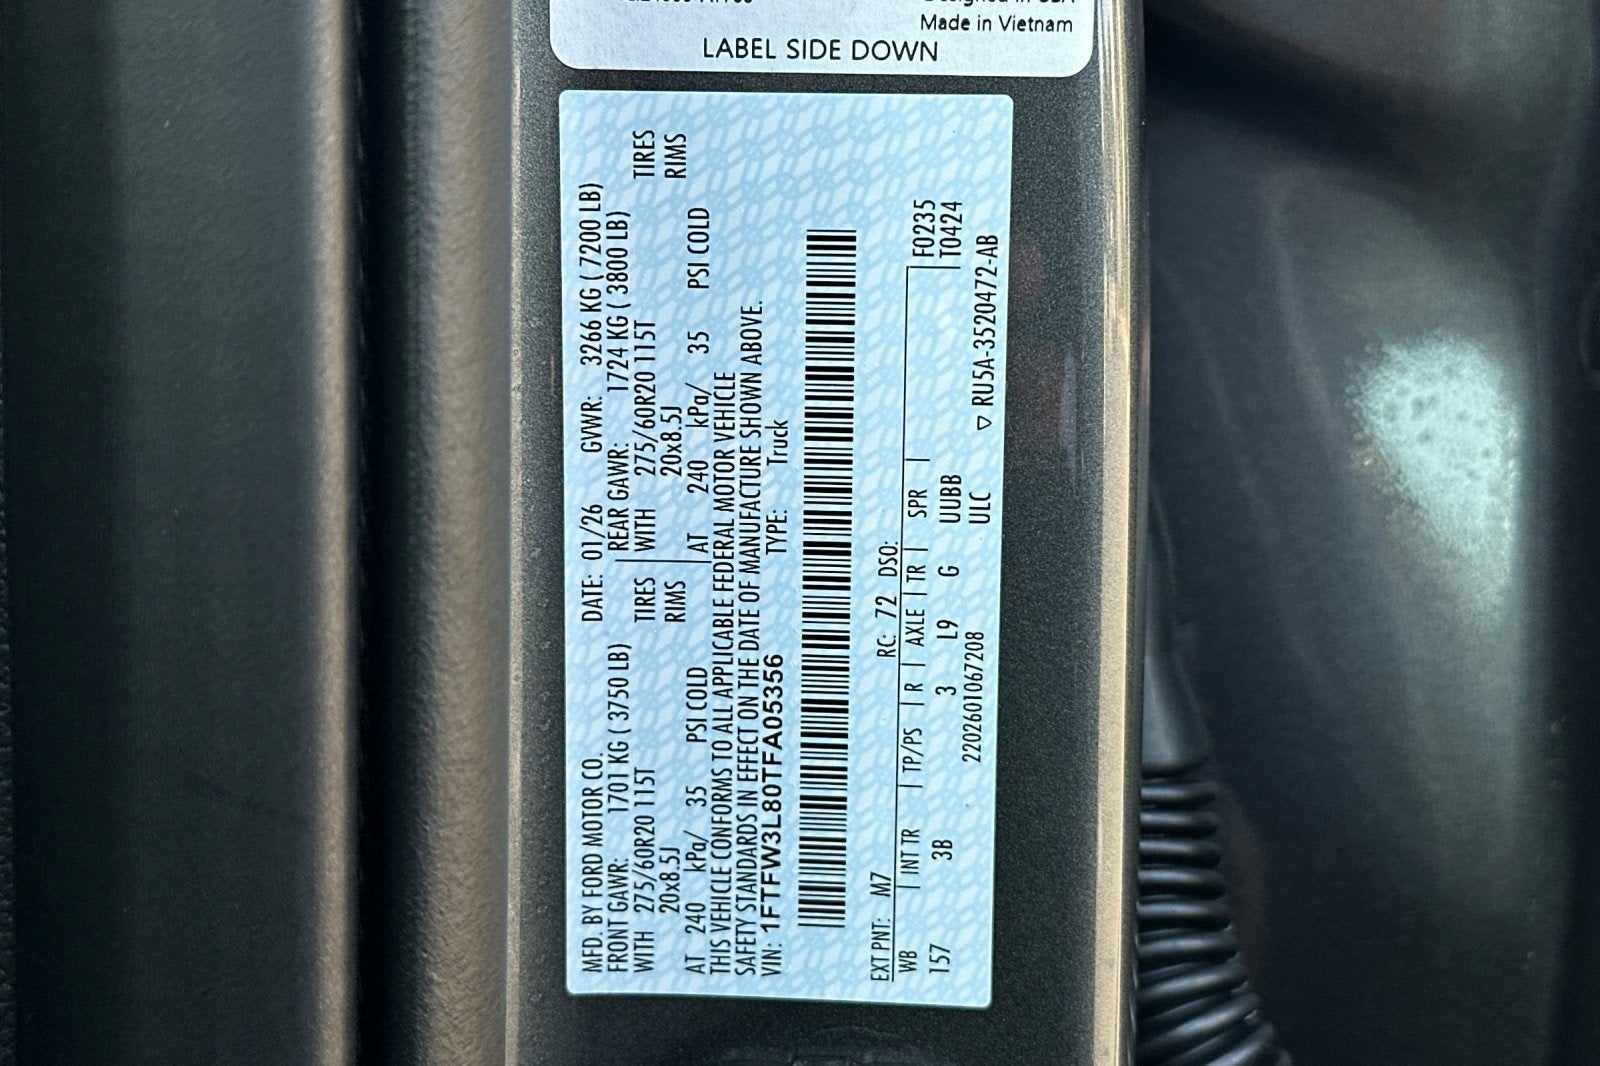 Made in Vietnam
LABEL SIDE DOWN
MFD. BY FORD MOTOR CO. DATE: 01/26 GVWR: 3266 KG ( 7200 LB)
FRONT GAWR: 1701 KG ( 3750 LB) REAR GAWR: 1724 KG ( 3800 LB)
WITH 275/60R20 115T TIRES WITH 275/60R20 115T TIRES
20x8.5J RIMS 20x8.5J RIMS
AT 240 kPa/ 35 PSI COLD AT 240 kPa/ 35 PSI COLD
THIS VEHICLE CONFORMS TO ALL APPLICABLE FEDERAL MOTOR VEHICLE
SAFETY STANDARDS IN EFFECT ON THE DATE OF MANUFACTURE SHOWN ABOVE.
VIN: 1FTFW3L80TFA05356 TYPE: Truck
EXT PNT: M7 RC: 72 DSO:
WB INT TR TP/PS R AXLE TR SPR F0235
157 3B 3 L9 G UUBB T0424
2202601067208 ULC ▽ RU5A-3520472-AB